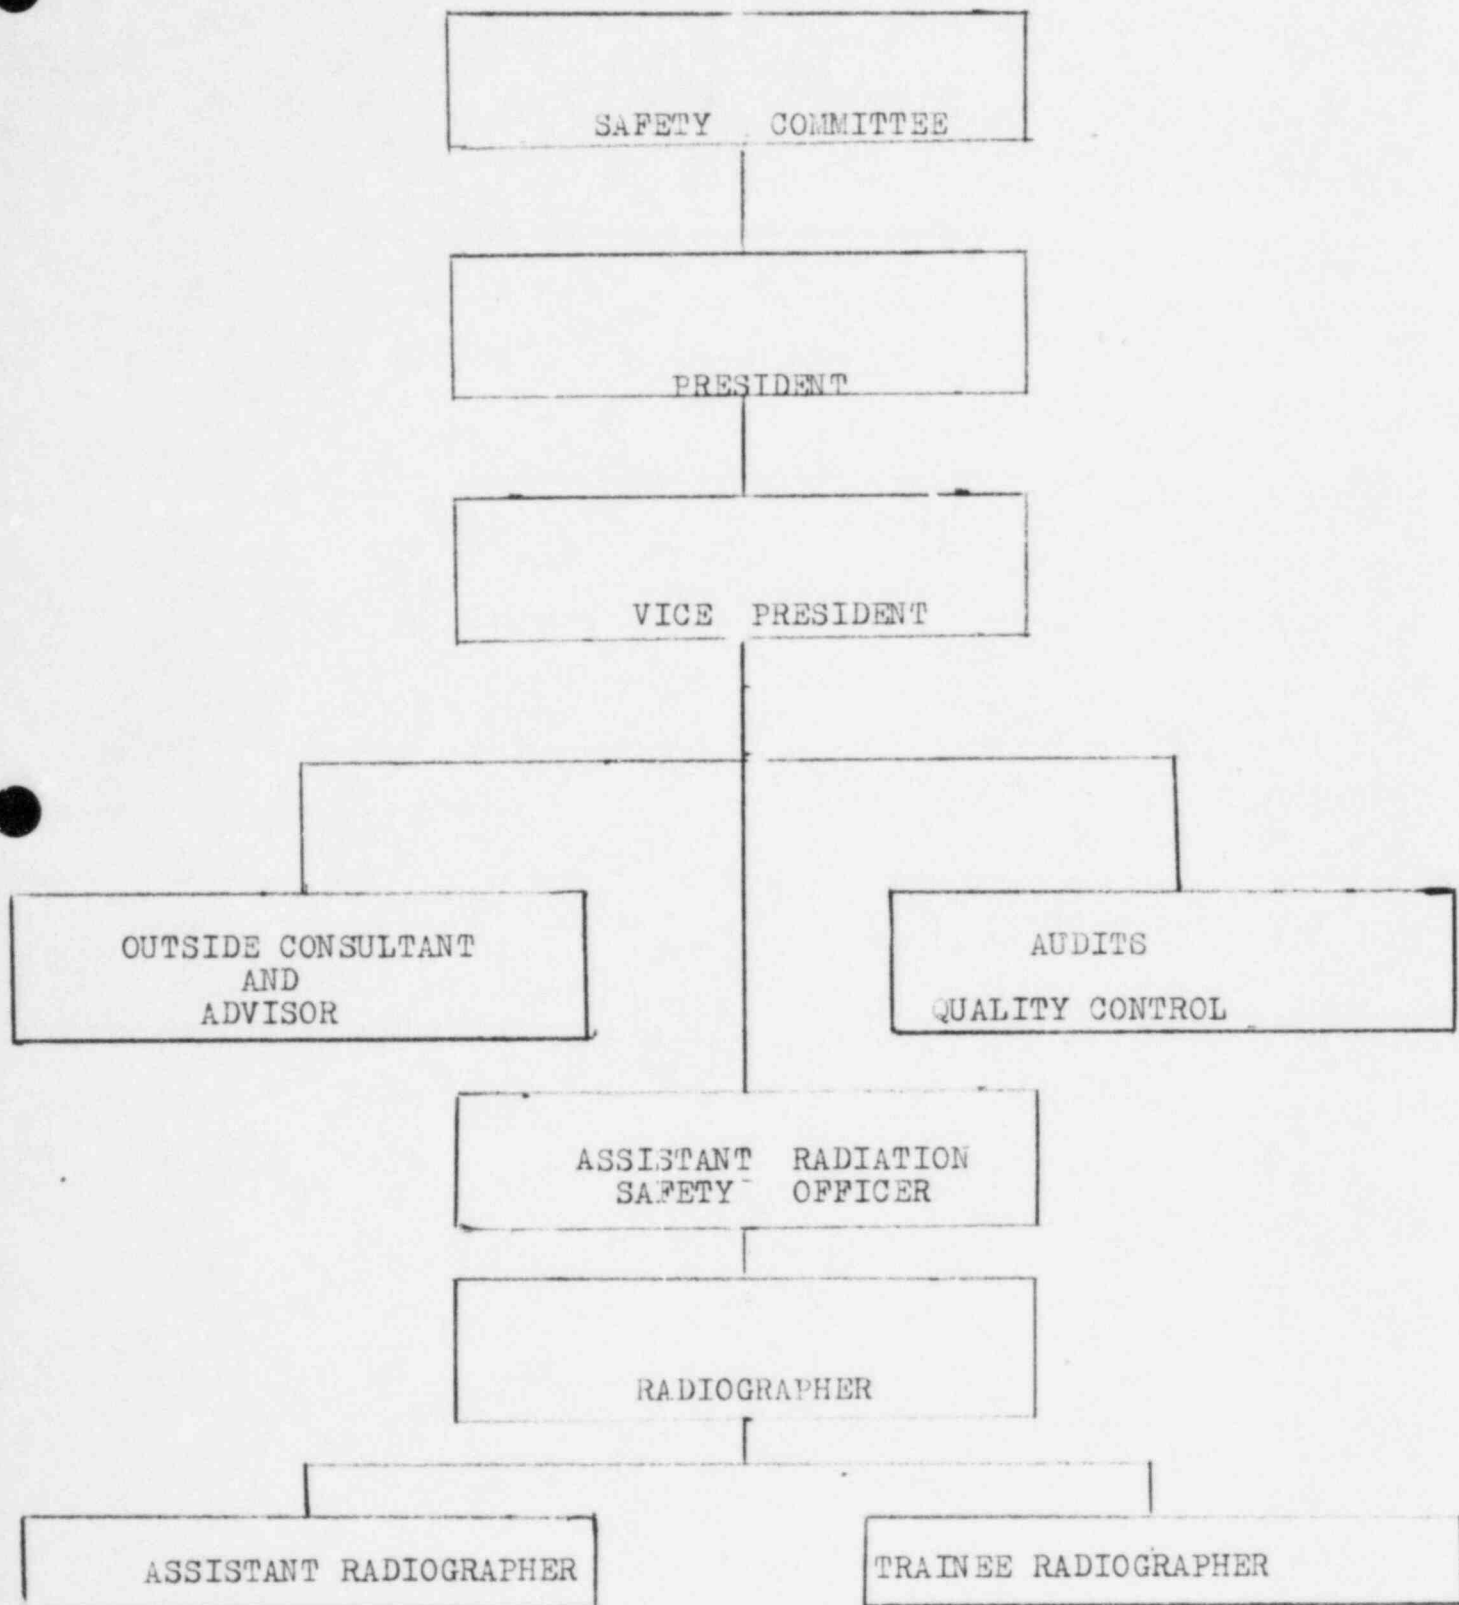 SAFETY COMMITTEE
PRESIDENT
VICE PRESIDENT
OUTSIDE CONSULTANT
AND
ADVISOR
AUDITS
QUALITY CONTROL
ASSISTANT RADIATION
SAFETY OFFICER
RADIOGRAPHER
ASSISTANT RADIOGRAPHER
TRAINEE RADIOGRAPHER